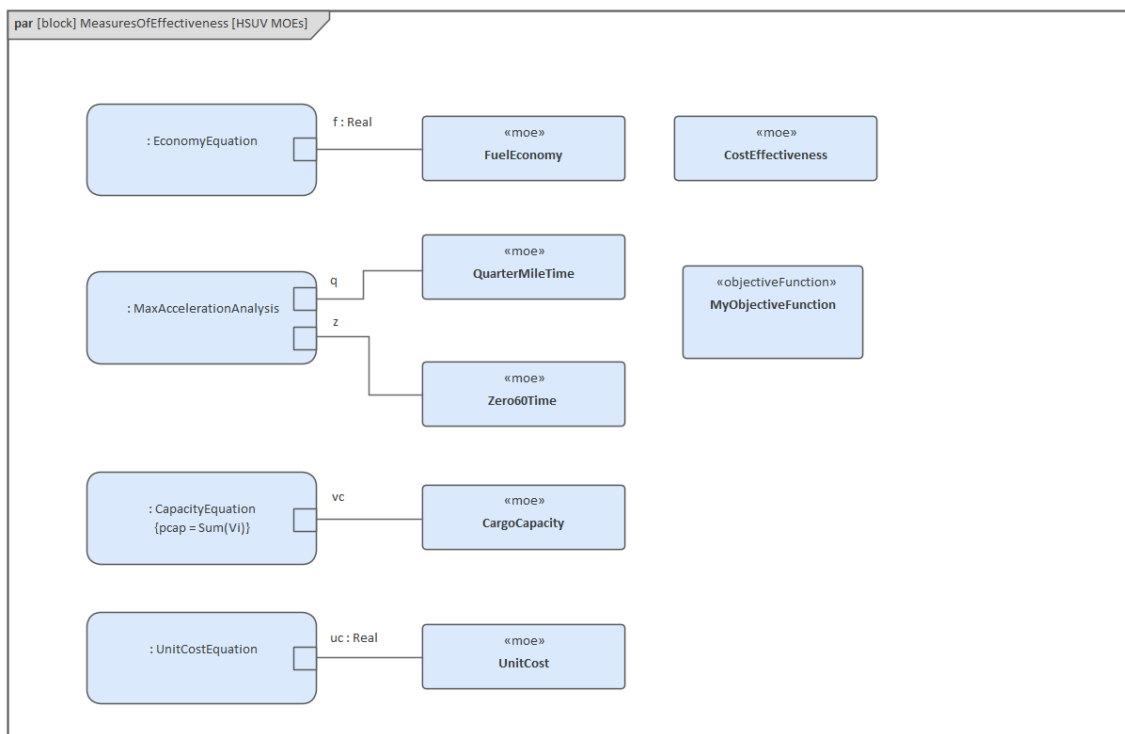 par [block] MeasuresOfEffectiveness [HSUV MOEs]
: EconomyEquation
f : Real
«moe»
FuelEconomy
«moe»
CostEffectiveness
: MaxAccelerationAnalysis
q
z
«moe»
QuarterMileTime
«objectiveFunction»
MyObjectiveFunction
«moe»
Zero60Time
: CapacityEquation
{pcap = Sum(Vi)}
vc
«moe»
CargoCapacity
: UnitCostEquation
uc : Real
«moe»
UnitCost